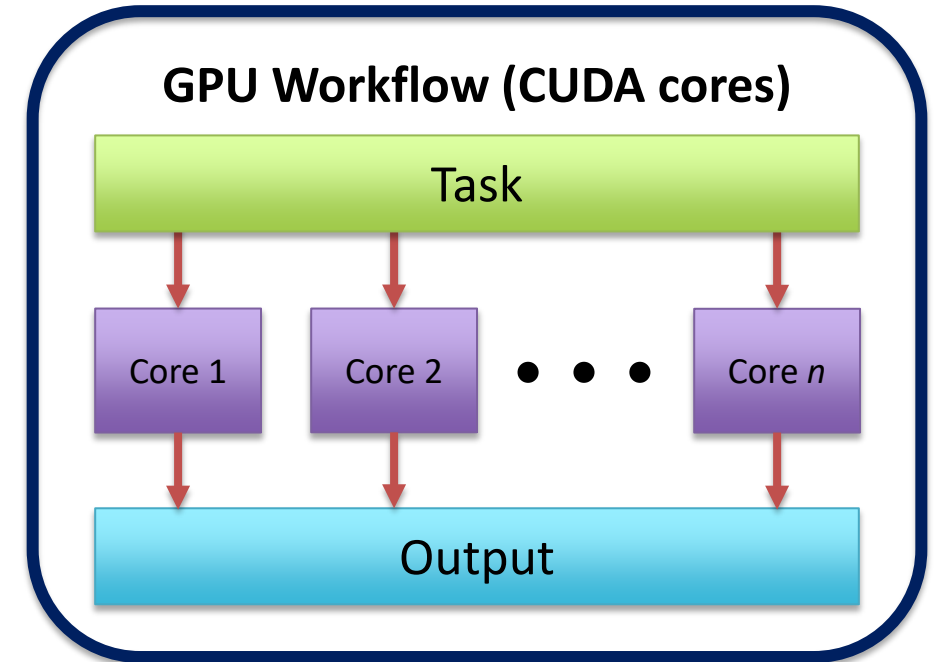 GPU Workflow (CUDA cores)
Task
Core 1
Core 2
• • •
Core n
Output